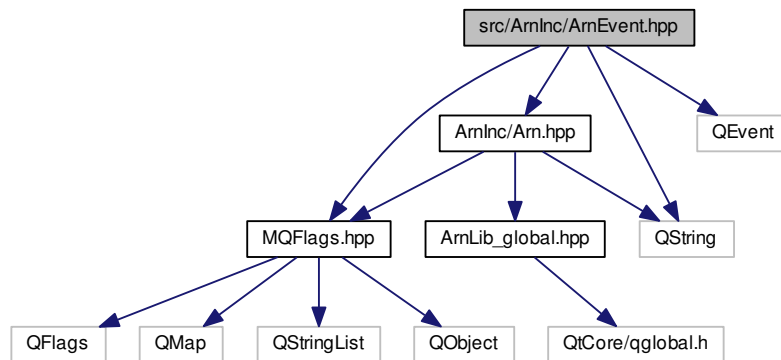 src/ArnInc/ArnEvent.hpp
ArnInc/Arn.hpp
QEvent
MQFlags.hpp
ArnLib_global.hpp
QString
QFlags
QMap
QStringList
QObject
QtCore/qglobal.h